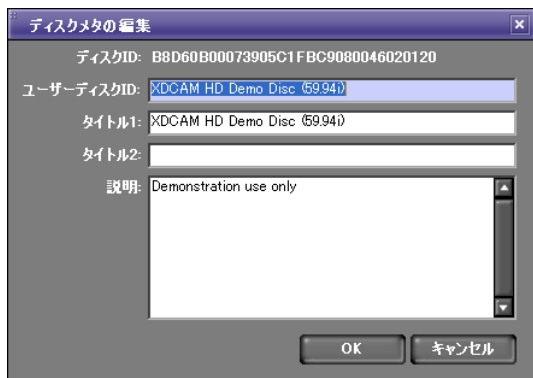 ディスクメタの編集
ディスクID: B8D60B00073905C1FBC9080046020120
ユーザーディスクID: XDCAM HD Demo Disc (59.94i)
タイトル1: XDCAM HD Demo Disc (59.94i)
タイトル2:
説明: Demonstration use only
OK キャンセル